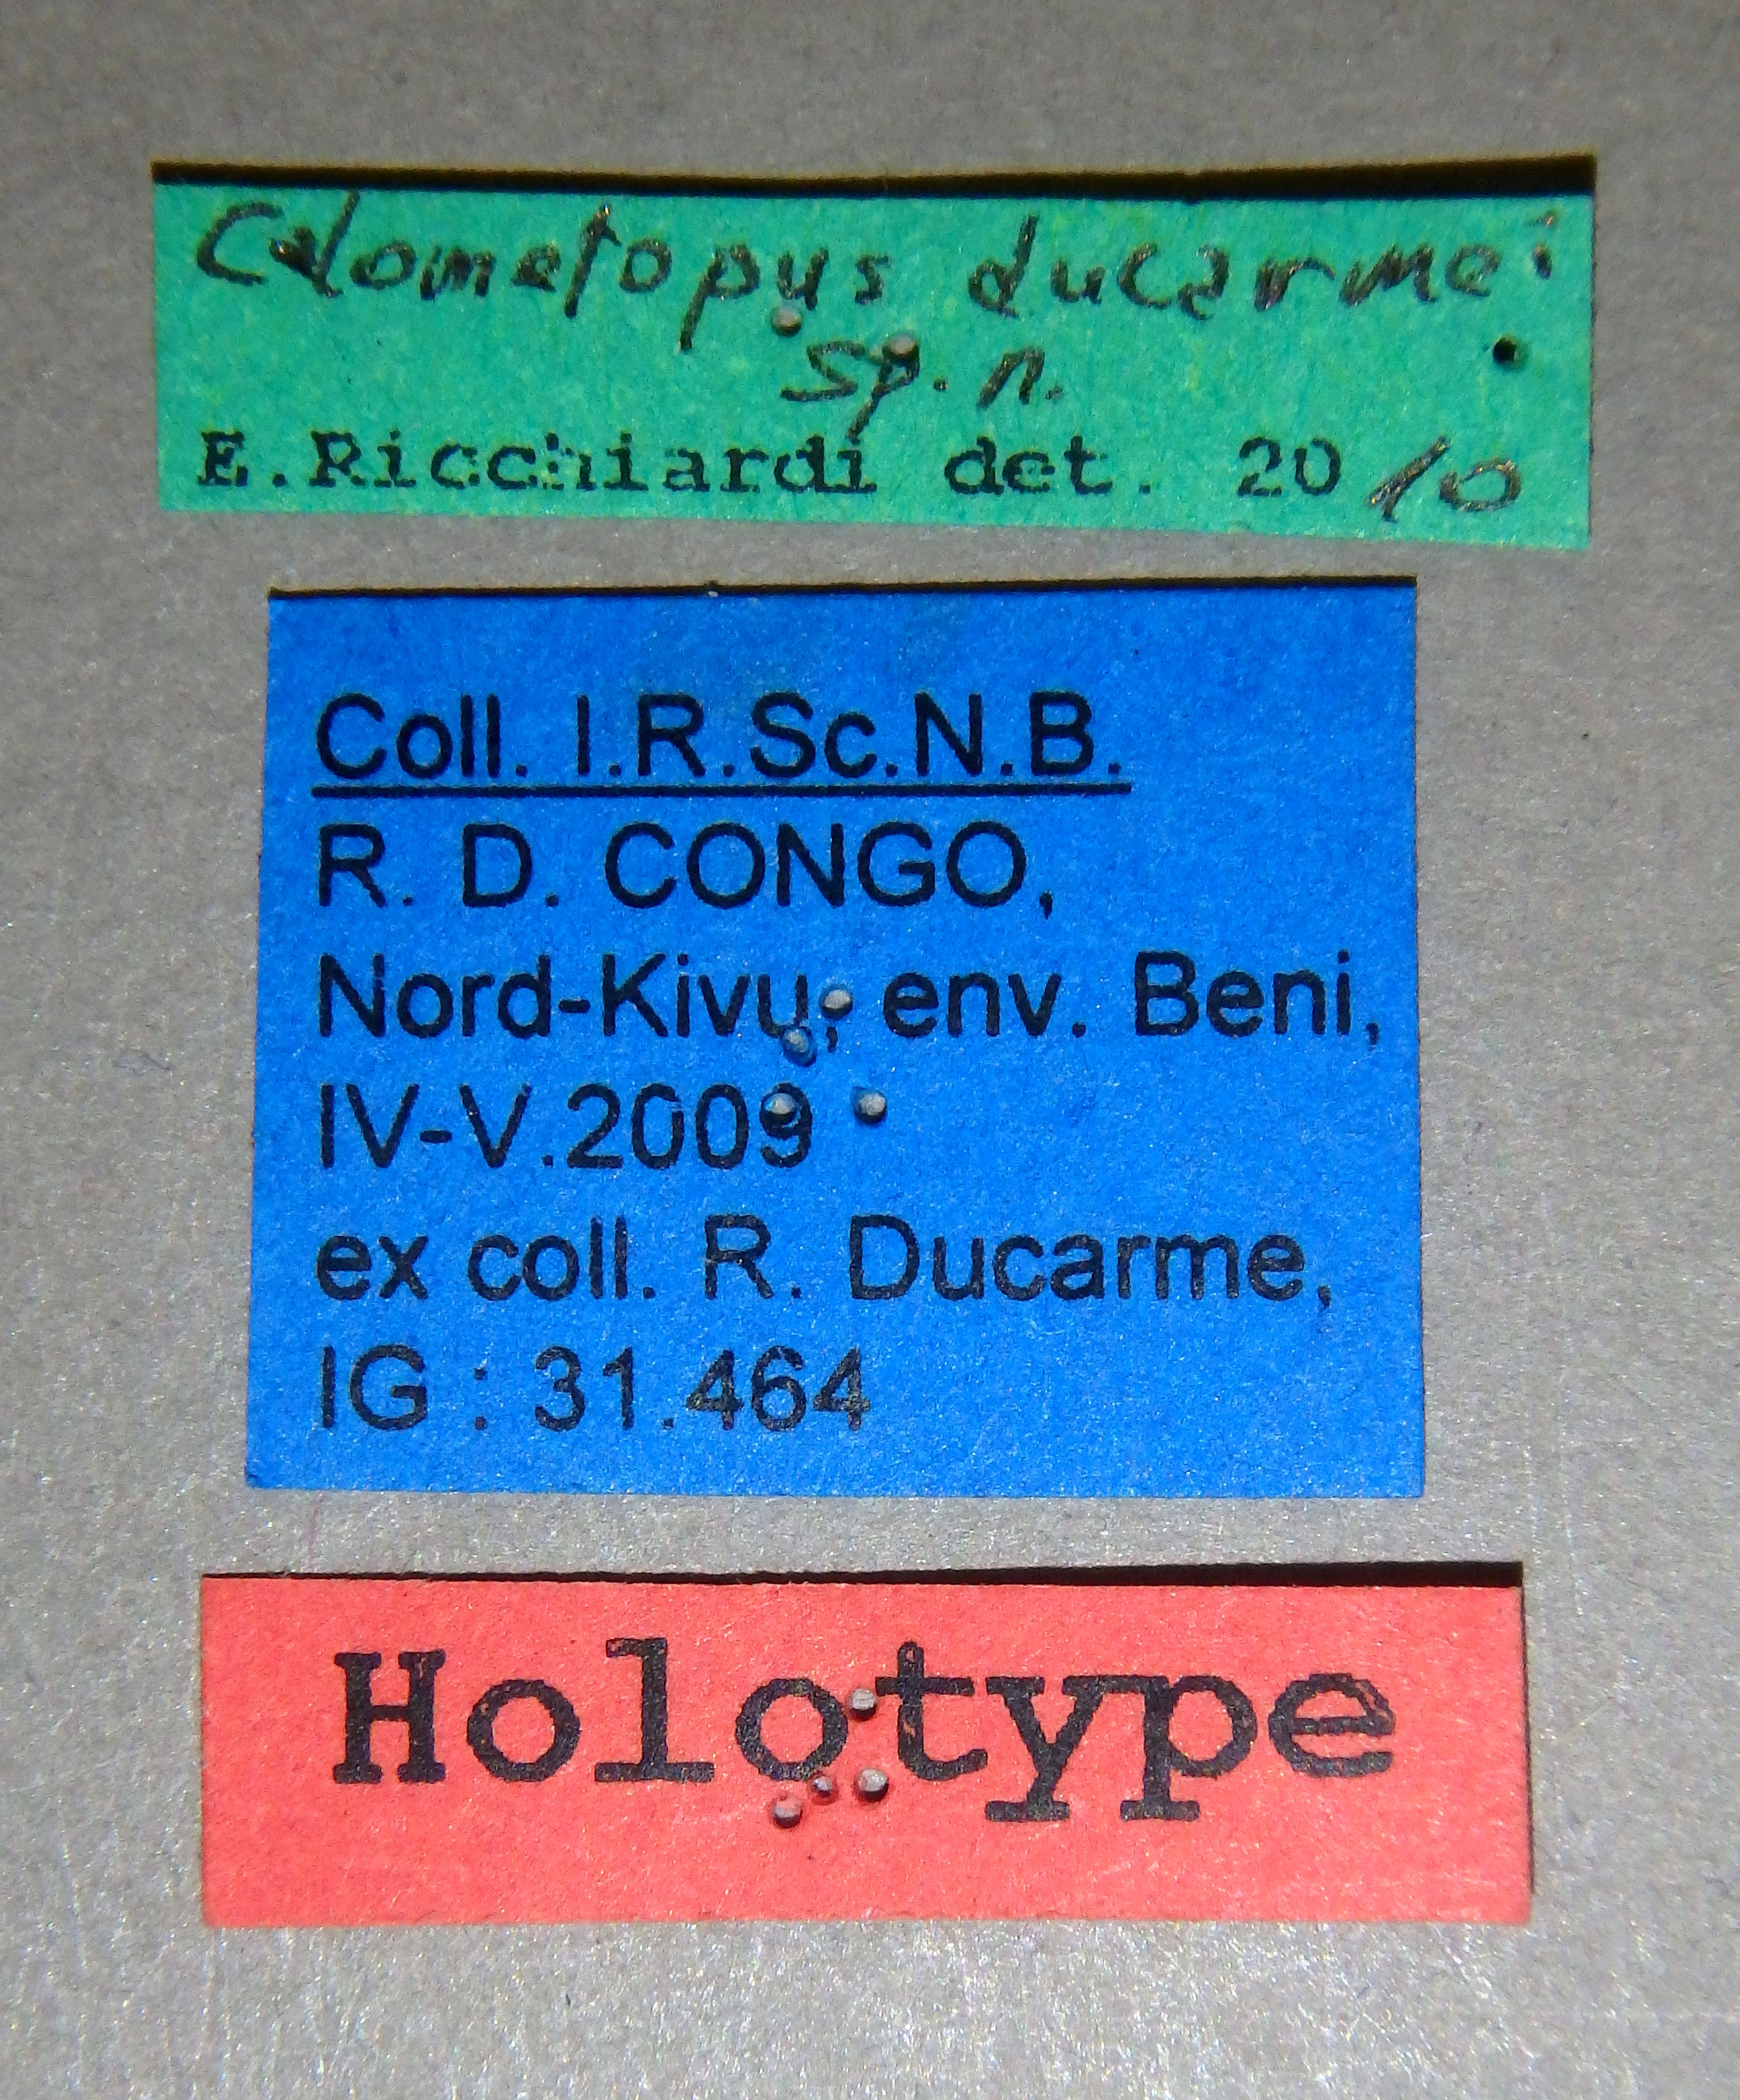 Calometopus ducarmei
sp. n.
E.Ricchiardi det. 2010
Coll. I.R.Sc.N.B.
R. D. CONGO,
Nord-Kivu, env. Beni,
IV-V.2009
ex coll. R. Ducarme,
IG : 31.464
Holotype